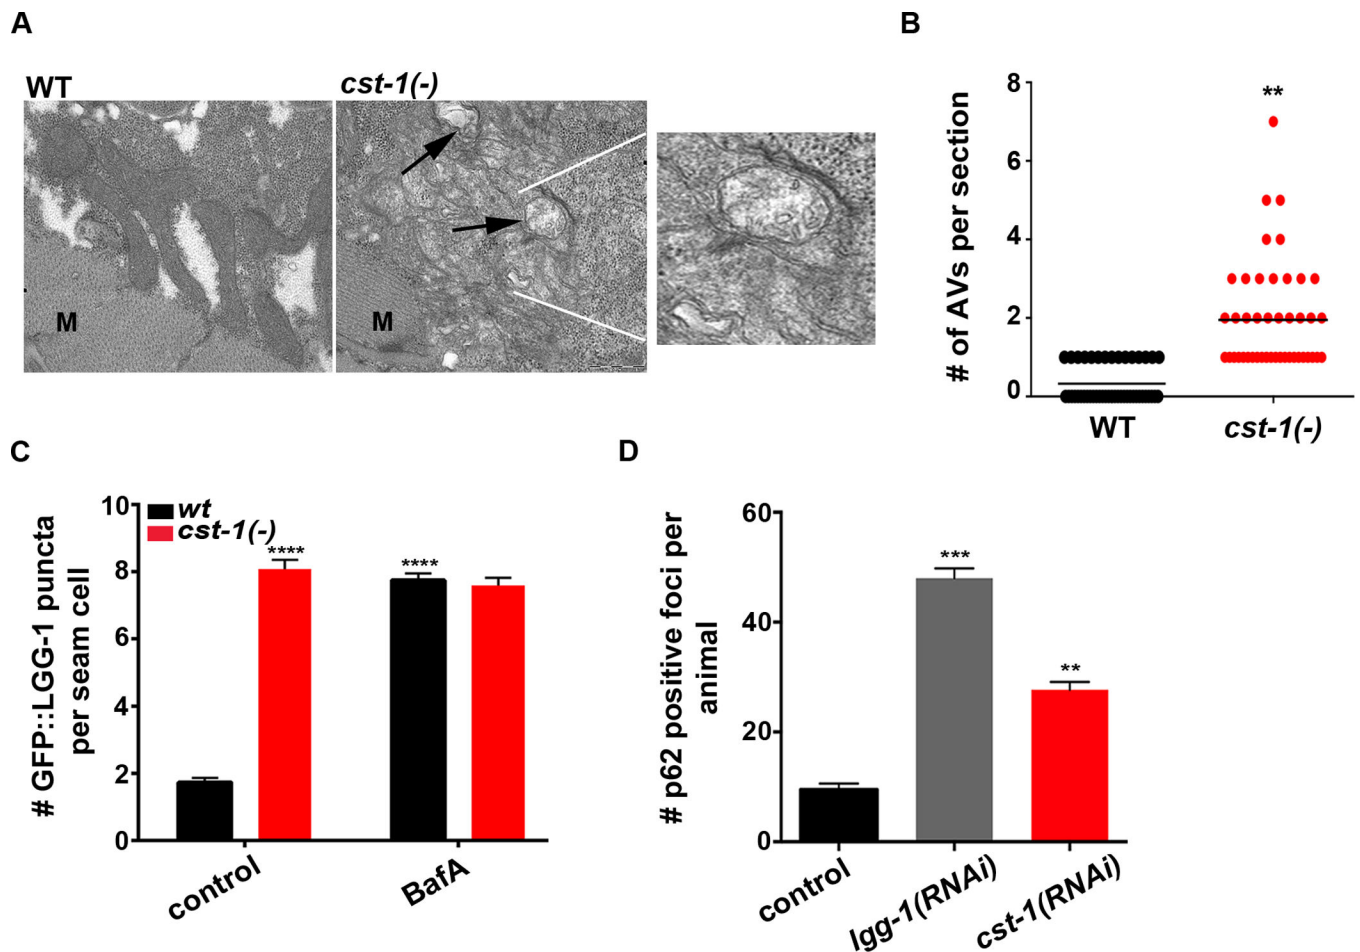 A
WT
cst-1(-)
M
M
B
# of AVs per section
8
6
4
2
0
**
WT
cst-1(-)
C
# GFP::LGG-1 puncta
per seam cell
10
8
6
4
2
0
wt
cst-1(-)
****
****
control
BafA
D
# p62 positive foci per
animal
60
40
20
0
***
**
control
lgg-1(RNAi)
cst-1(RNAi)